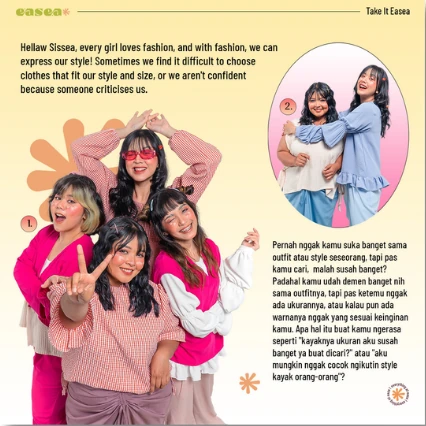 easea
Take It Easea
Hellaw Sissea, every girl loves fashion, and with fashion, we can
express our style! Sometimes we find it difficult to choose
clothes that fit our style and size, or we aren't confident
because someone criticises us.
2.
1.
Pernah nggak kamu suka banget sama
outfit atau style seseorang, tapi pas
kamu cari, malah susah banget?
Padahal kamu udah demen banget nih
sama outfitnya, tapi pas ketemu nggak
ada ukurannya, atau kalau pun ada
warnanya nggak yang sesuai keinginan
kamu. Apa hal itu buat kamu ngerasa
seperti "kayaknya ukuran aku susah
banget ya buat dicari?" atau "aku
mungkin nggak cocok ngikutin style
kayak orang-orang"?